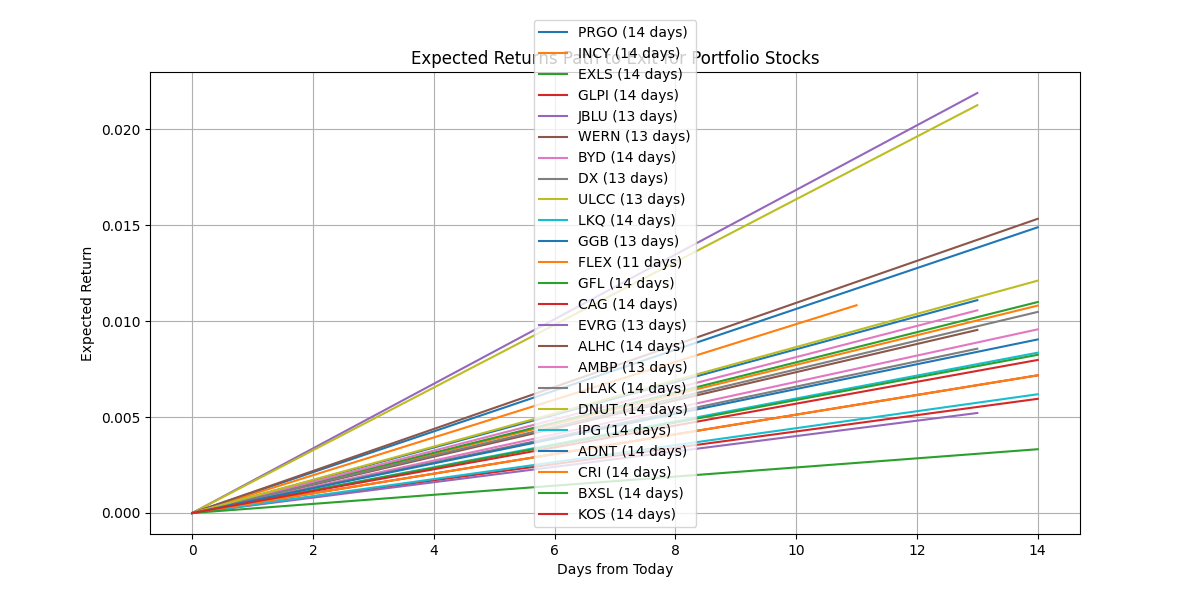 Expected Returns Path to Exit for Portfolio Stocks
PRGO (14 days)
INCY (14 days)
EXLS (14 days)
GLPI (14 days)
JBLU (13 days)
WERN (13 days)
BYD (14 days)
DX (13 days)
ULCC (13 days)
LKQ (14 days)
GGB (13 days)
FLEX (11 days)
GFL (14 days)
CAG (14 days)
EVRG (13 days)
ALHC (14 days)
AMBP (13 days)
LILAK (14 days)
DNUT (14 days)
IPG (14 days)
ADNT (14 days)
CRI (14 days)
BXSL (14 days)
KOS (14 days)
Expected Return
0.020
0.015
0.010
0.005
0.000
0 2 4 6 8 10 12 14
Days from Today